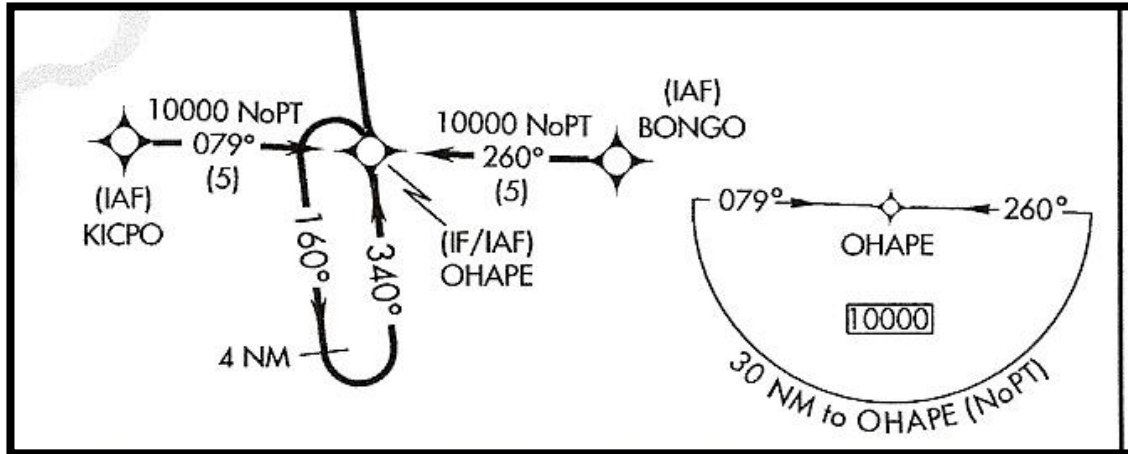 10000 NoPT
079°
(5)
(IAF)
KICPO
10000 NoPT
260°
(5)
(IAF)
BONGO
160°
340°
4 NM
(IF/IAF)
OHAPE
079°
260°
OHAPE
10000
30 NM to OHAPE (NoPT)